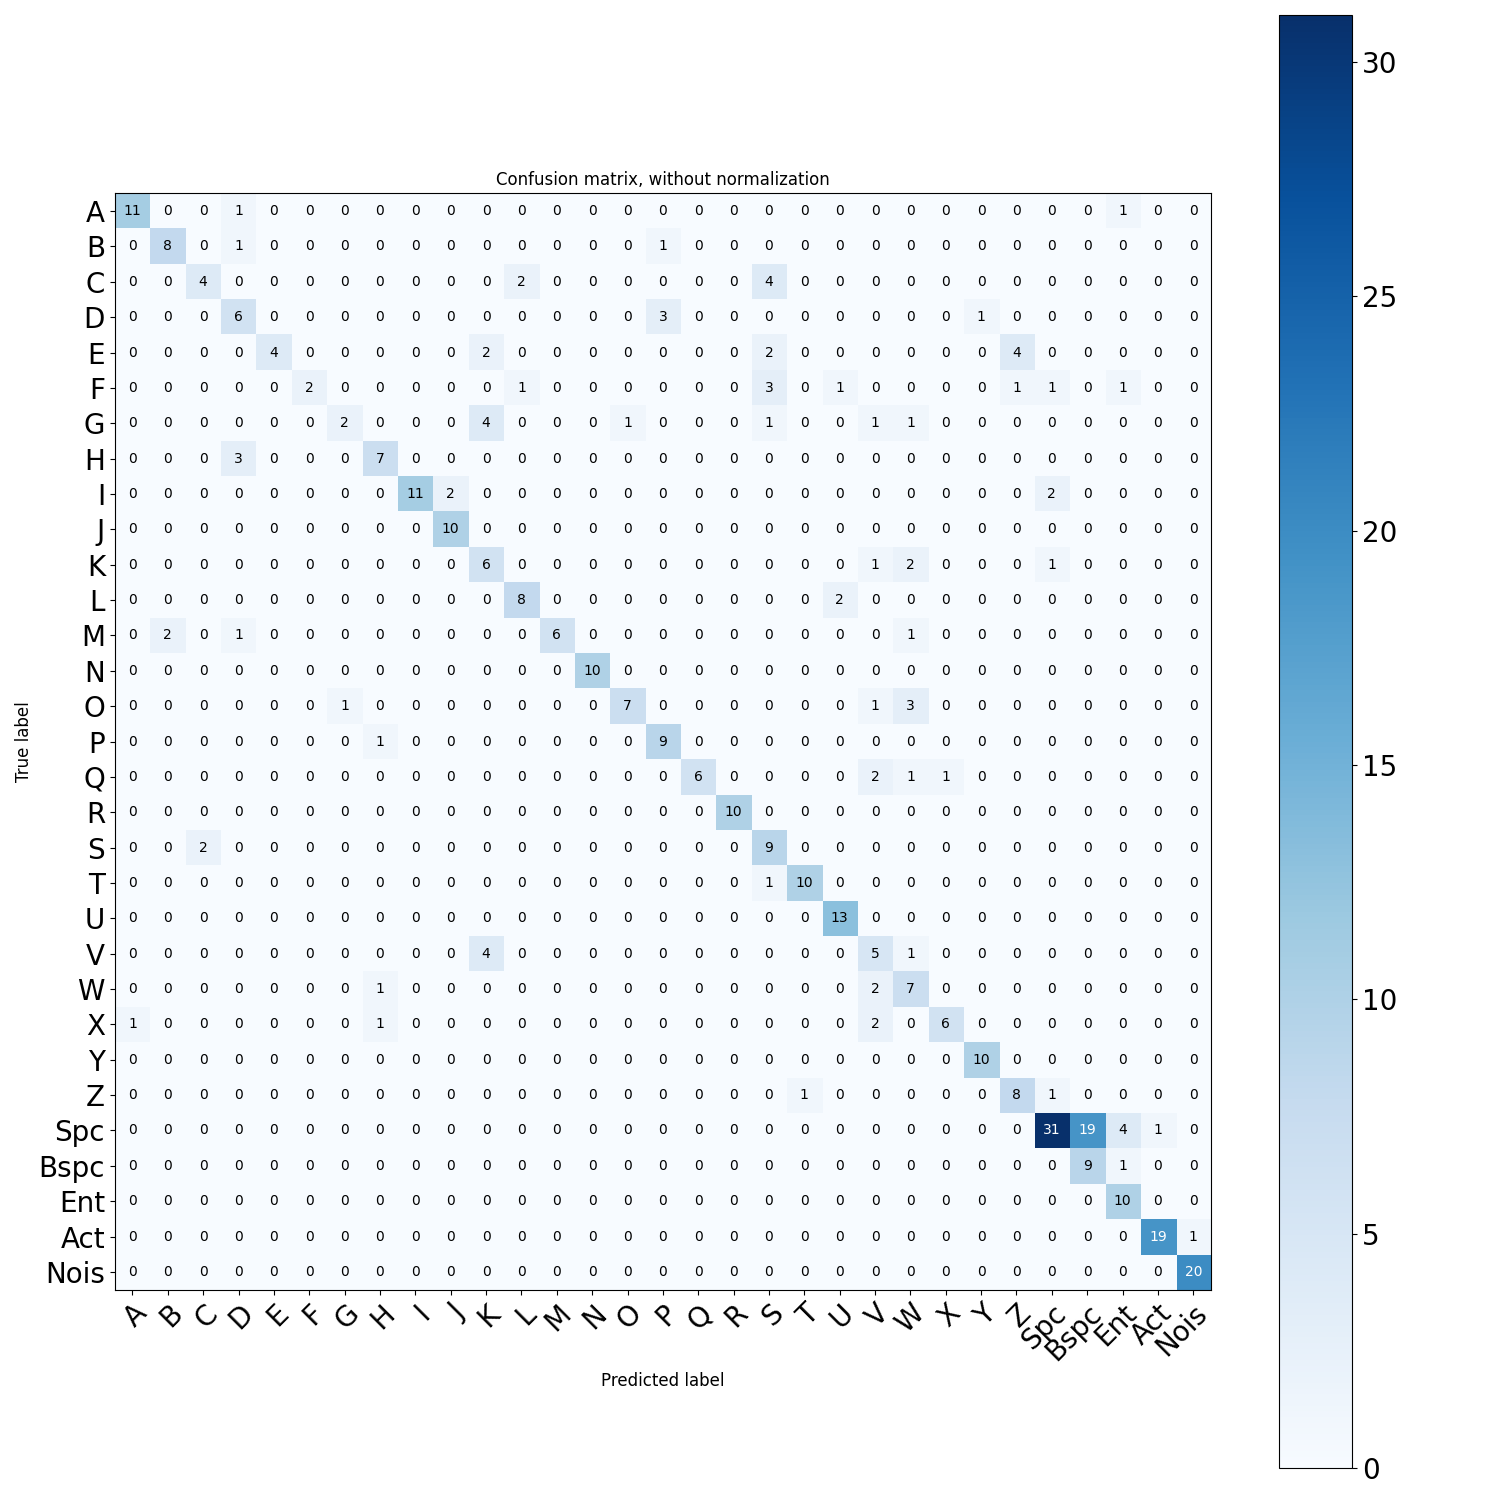 Confusion matrix, without normalization
A 11 0 0 1 0 0 0 0 0 0 0 0 0 0 0 0 0 0 0 0 0 0 0 0 0 0 0 0 1 0 0
B 0 8 0 1 0 0 0 0 0 0 0 0 0 0 0 1 0 0 0 0 0 0 0 0 0 0 0 0 0 0 0
C 0 0 4 0 0 0 0 0 0 0 0 2 0 0 0 0 0 0 4 0 0 0 0 0 0 0 0 0 0 0 0
D 0 0 0 6 0 0 0 0 0 0 0 0 0 0 0 3 0 0 0 0 0 0 0 0 1 0 0 0 0 0 0
E 0 0 0 0 4 0 0 0 0 0 2 0 0 0 0 0 0 0 2 0 0 0 0 0 0 4 0 0 0 0 0
F 0 0 0 0 0 2 0 0 0 0 0 1 0 0 0 0 0 0 3 0 1 0 0 0 0 1 1 0 1 0 0
G 0 0 0 0 0 0 2 0 0 0 4 0 0 0 1 0 0 0 1 0 0 1 1 0 0 0 0 0 0 0 0
H 0 0 0 3 0 0 0 7 0 0 0 0 0 0 0 0 0 0 0 0 0 0 0 0 0 0 0 0 0 0 0
I 0 0 0 0 0 0 0 0 11 2 0 0 0 0 0 0 0 0 0 0 0 0 0 0 0 0 2 0 0 0 0
J 0 0 0 0 0 0 0 0 0 10 0 0 0 0 0 0 0 0 0 0 0 0 0 0 0 0 0 0 0 0 0
K 0 0 0 0 0 0 0 0 0 0 6 0 0 0 0 0 0 0 0 0 0 1 2 0 0 0 1 0 0 0 0
L 0 0 0 0 0 0 0 0 0 0 0 8 0 0 0 0 0 0 0 0 2 0 0 0 0 0 0 0 0 0 0
M 0 2 0 1 0 0 0 0 0 0 0 0 6 0 0 0 0 0 0 0 0 0 1 0 0 0 0 0 0 0 0
N 0 0 0 0 0 0 0 0 0 0 0 0 0 10 0 0 0 0 0 0 0 0 0 0 0 0 0 0 0 0 0
O 0 0 0 0 0 0 1 0 0 0 0 0 0 0 7 0 0 0 0 0 0 1 3 0 0 0 0 0 0 0 0
P 0 0 0 0 0 0 0 1 0 0 0 0 0 0 0 9 0 0 0 0 0 0 0 0 0 0 0 0 0 0 0
Q 0 0 0 0 0 0 0 0 0 0 0 0 0 0 0 0 6 0 0 0 0 2 1 1 0 0 0 0 0 0 0
R 0 0 0 0 0 0 0 0 0 0 0 0 0 0 0 0 0 10 0 0 0 0 0 0 0 0 0 0 0 0 0
S 0 0 2 0 0 0 0 0 0 0 0 0 0 0 0 0 0 0 9 0 0 0 0 0 0 0 0 0 0 0 0
T 0 0 0 0 0 0 0 0 0 0 0 0 0 0 0 0 0 0 1 10 0 0 0 0 0 0 0 0 0 0 0
U 0 0 0 0 0 0 0 0 0 0 0 0 0 0 0 0 0 0 0 0 13 0 0 0 0 0 0 0 0 0 0
V 0 0 0 0 0 0 0 0 0 0 4 0 0 0 0 0 0 0 0 0 0 5 1 0 0 0 0 0 0 0 0
W 0 0 0 0 0 0 0 1 0 0 0 0 0 0 0 0 0 0 0 0 0 2 7 0 0 0 0 0 0 0 0
X 1 0 0 0 0 0 0 1 0 0 0 0 0 0 0 0 0 0 0 0 0 2 0 6 0 0 0 0 0 0 0
Y 0 0 0 0 0 0 0 0 0 0 0 0 0 0 0 0 0 0 0 0 0 0 0 0 10 0 0 0 0 0 0
Z 0 0 0 0 0 0 0 0 0 0 0 0 0 0 0 0 0 0 0 1 0 0 0 0 0 8 1 0 0 0 0
Spc 0 0 0 0 0 0 0 0 0 0 0 0 0 0 0 0 0 0 0 0 0 0 0 0 0 0 31 19 4 1 0
Bspc 0 0 0 0 0 0 0 0 0 0 0 0 0 0 0 0 0 0 0 0 0 0 0 0 0 0 0 9 1 0 0
Ent 0 0 0 0 0 0 0 0 0 0 0 0 0 0 0 0 0 0 0 0 0 0 0 0 0 0 0 0 10 0 0
Act 0 0 0 0 0 0 0 0 0 0 0 0 0 0 0 0 0 0 0 0 0 0 0 0 0 0 0 0 0 19 1
Nois 0 0 0 0 0 0 0 0 0 0 0 0 0 0 0 0 0 0 0 0 0 0 0 0 0 0 0 0 0 0 20
A B C D E F G H I J K L M N O P Q R S T U V W X Y Z Spc Bspc Ent Act Nois
Predicted label
True label
30
25
20
15
10
5
0